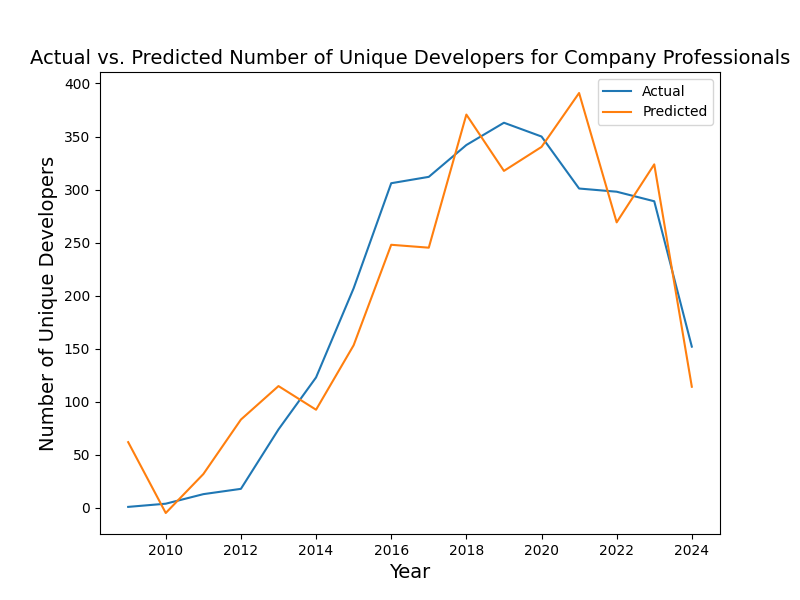 Actual vs. Predicted Number of Unique Developers for Company Professionals
Actual
Predicted
Number of Unique Developers
400
350
300
250
200
150
100
50
0
2010 2012 2014 2016 2018 2020 2022 2024
Year